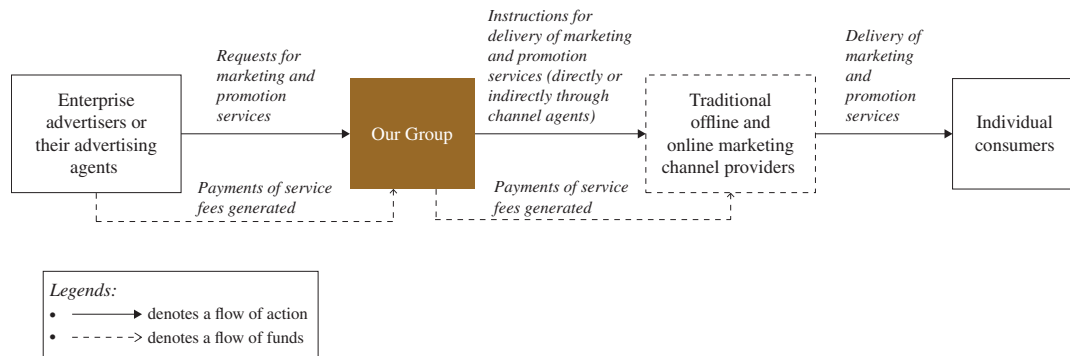 Enterprise
advertisers or
their advertising
agents
Requests for
marketing and
promotion
services
Payments of service
fees generated
Our Group
Instructions for
delivery of marketing
and promotion
services (directly or
indirectly through
channel agents)
Payments of service
fees generated
Traditional
offline and
online marketing
channel providers
Delivery of
marketing
and
promotion
services
Individual
consumers
Legends:
• denotes a flow of action
• denotes a flow of funds